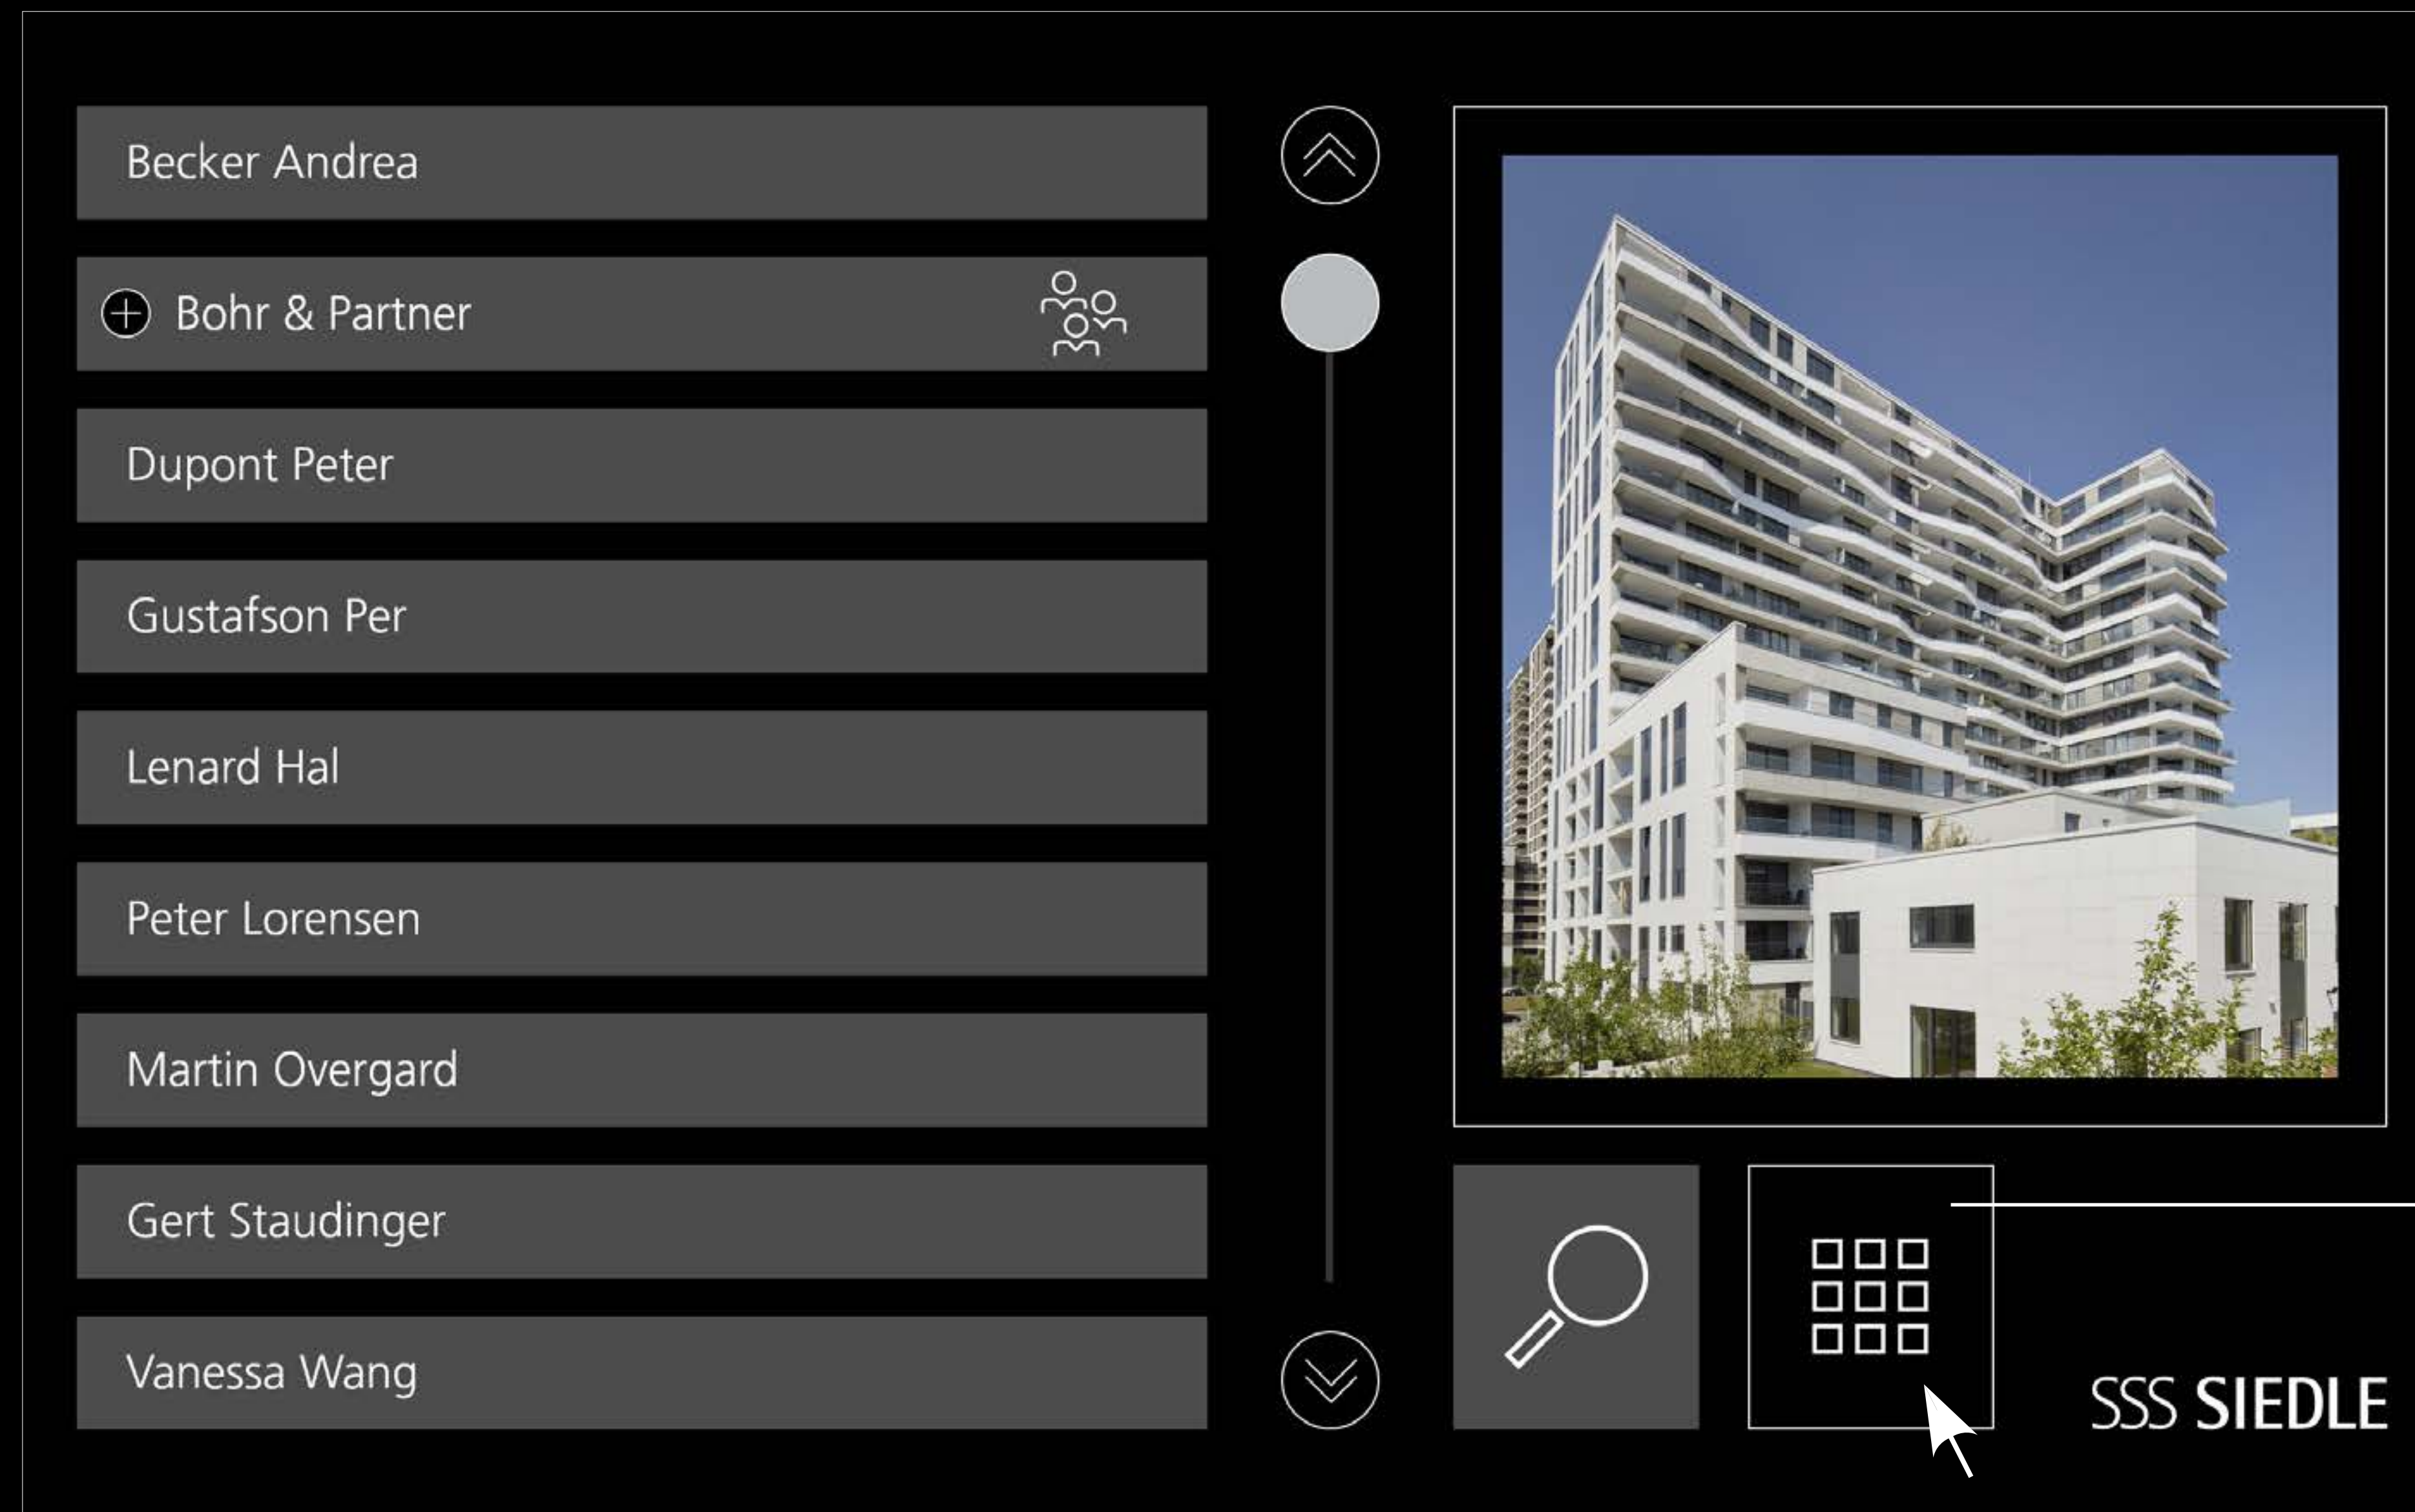 Becker Andrea
Bohr & Partner
Dupont Peter
Gustafson Per
Lenard Hal
Peter Lorensen
Martin Overgard
Gert Staudinger
Vanessa Wang
SSS SIEDLE